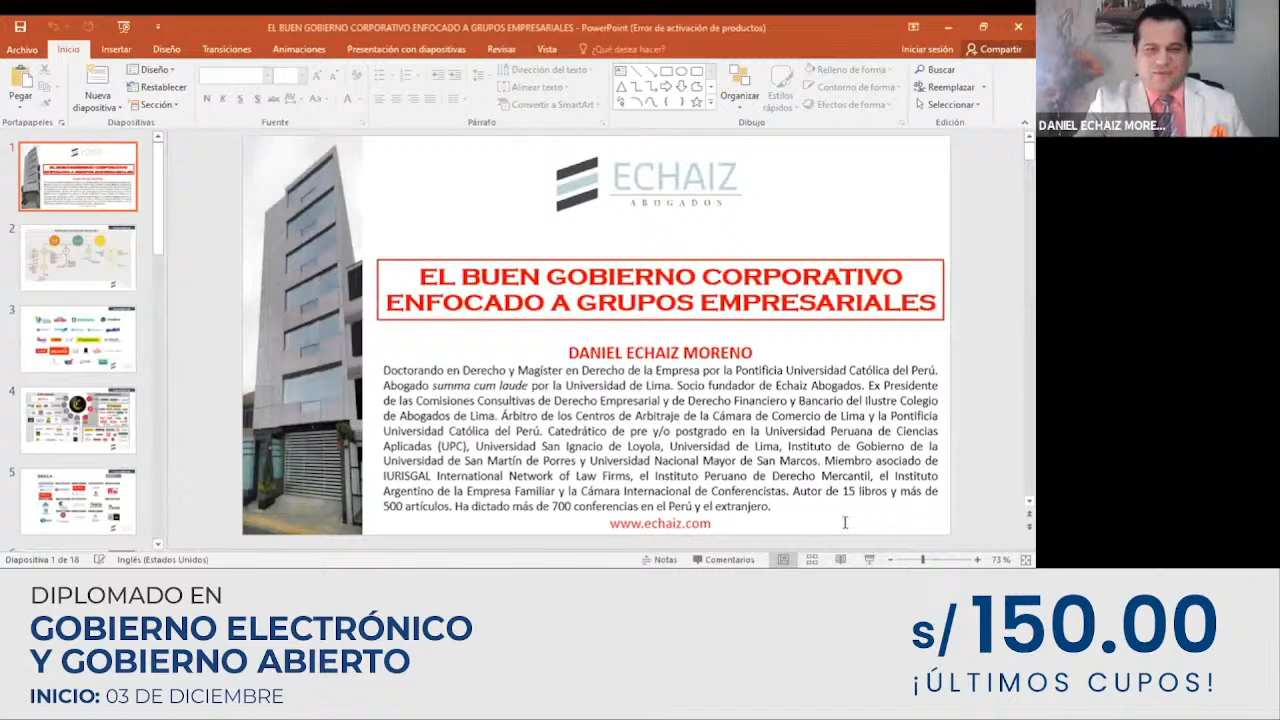 EL BUEN GOBIERNO CORPORATIVO ENFOCADO A GRUPOS EMPRESARIALES - PowerPoint (Error de activación de productos)
Archivo Inicio Insertar Diseño Transiciones Animaciones Presentación con diapositivas Revisar Vista ¿Qué desea hacer? Iniciar sesión Compartir
Pegar
Nueva diapositiva
Diseño
Restablecer
Sección
N K S S abc AV Aa A
Dirección del texto
Alinear texto
Convertir a SmartArt
Organizar
Estilos rápidos
Relleno de forma
Contorno de forma
Efectos de forma
Buscar
Reemplazar
Seleccionar
Portapapeles Diapositivas Fuente Párrafo Dibujo Edición
DANIEL ECHAIZ MORE...
1
2
3
4
5
ECHAIZ
ABOGADOS
EL BUEN GOBIERNO CORPORATIVO
ENFOCADO A GRUPOS EMPRESARIALES
DANIEL ECHAIZ MORENO
Doctorando en Derecho y Magíster en Derecho de la Empresa por la Pontificia Universidad Católica del Perú.
Abogado summa cum laude por la Universidad de Lima. Socio fundador de Echaiz Abogados. Ex Presidente
de las Comisiones Consultivas de Derecho Empresarial y de Derecho Financiero y Bancario del Ilustre Colegio
de Abogados de Lima. Árbitro de los Centros de Arbitraje de la Cámara de Comercio de Lima y la Pontificia
Universidad Católica del Perú. Catedrático de pre y/o postgrado en la Universidad Peruana de Ciencias
Aplicadas (UPC), Universidad San Ignacio de Loyola, Universidad de Lima, Instituto de Gobierno de la
Universidad de San Martín de Porres y Universidad Nacional Mayor de San Marcos. Miembro asociado de
IURISGAL International Network of Law Firms, el Instituto Peruano de Derecho Mercantil, el Instituto
Argentino de la Empresa Familiar y la Cámara Internacional de Conferencistas. Autor de 15 libros y más de
500 artículos. Ha dictado más de 700 conferencias en el Perú y el extranjero.
www.echaiz.com
Diapositiva 1 de 18 Inglés (Estados Unidos) Notas Comentarios 73 %
DIPLOMADO EN
GOBIERNO ELECTRÓNICO
Y GOBIERNO ABIERTO
INICIO: 03 DE DICIEMBRE
s/150.00
¡ÚLTIMOS CUPOS!